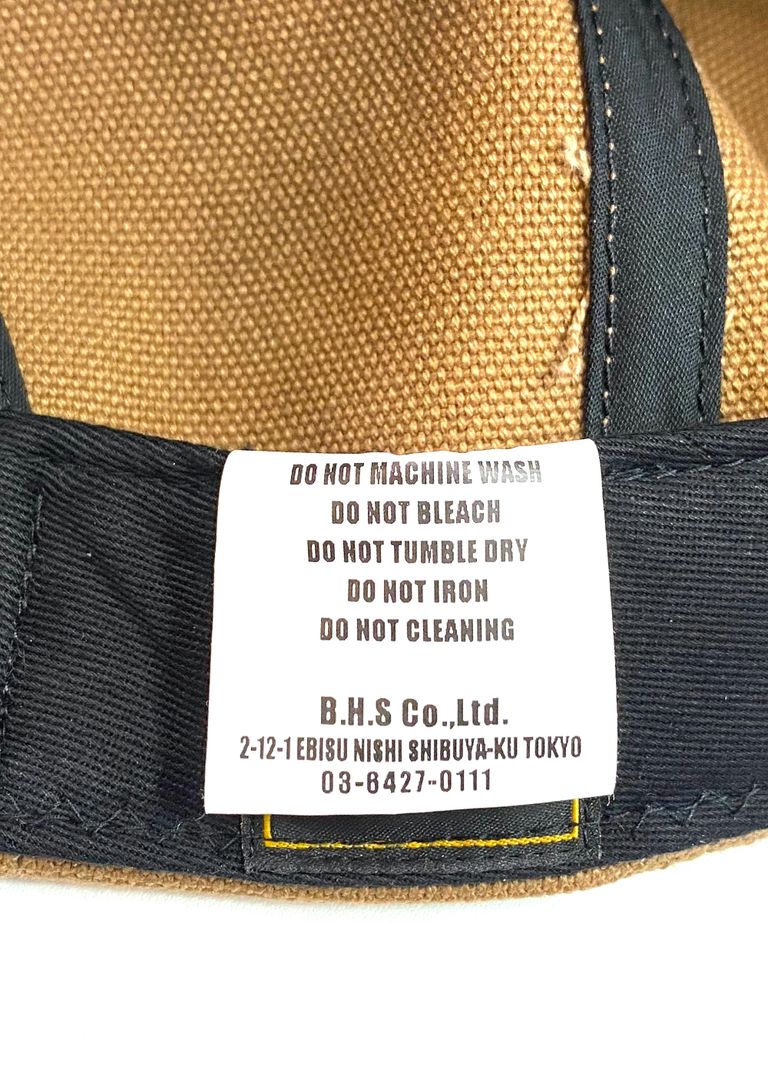 DO NOT MACHINE WASH
DO NOT BLEACH
DO NOT TUMBLE DRY
DO NOT IRON
DO NOT CLEANING
B.H.S Co.,Ltd.
2-12-1 EBISU NISHI SHIBUYA-KU TOKYO
03-6427-0111